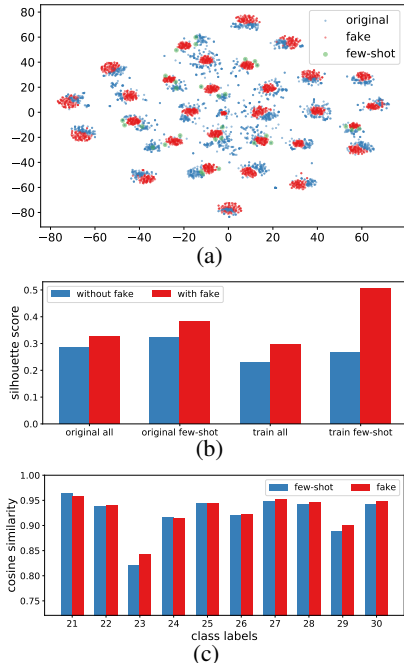 80
60
40
20
0
−20
−40
−60
−80
original
fake
few-shot
−80 −60 −40 −20 0 20 40 60
(a)
silhouette score
0.5
0.4
0.3
0.2
0.1
0.0
without fake with fake
original all original few-shot train all train few-shot
(b)
cosine similarity
1.00
0.95
0.90
0.85
0.80
0.75
few-shot fake
21 22 23 24 25 26 27 28 29 30
class labels
(c)